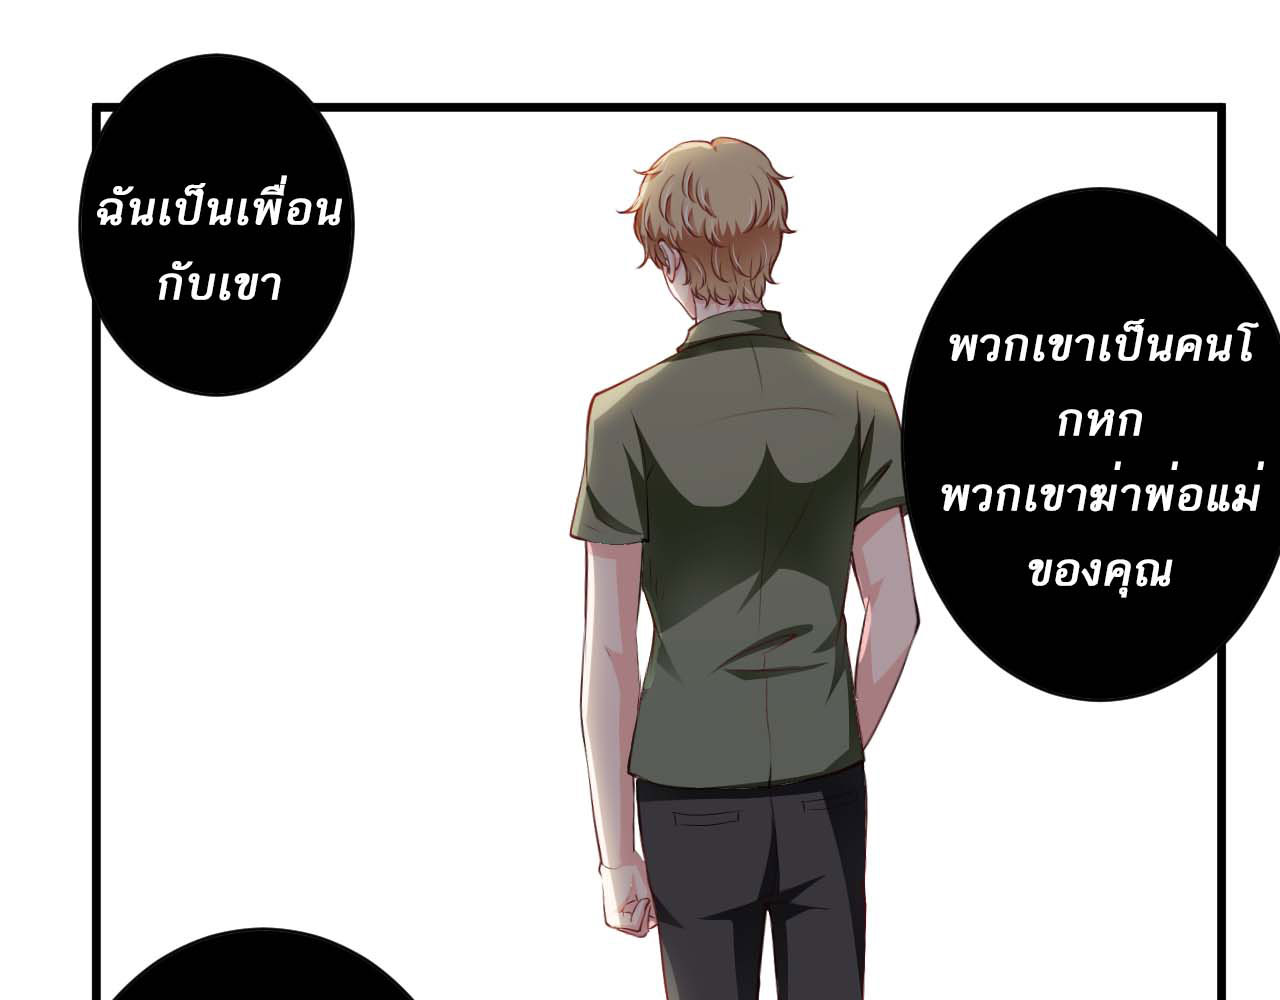 ฉันเป็นเพื่อน
กับเขา
พวกเขาเป็นคนโ
กหก
พวกเขาฆ่าพ่อแม่
ของคุณ